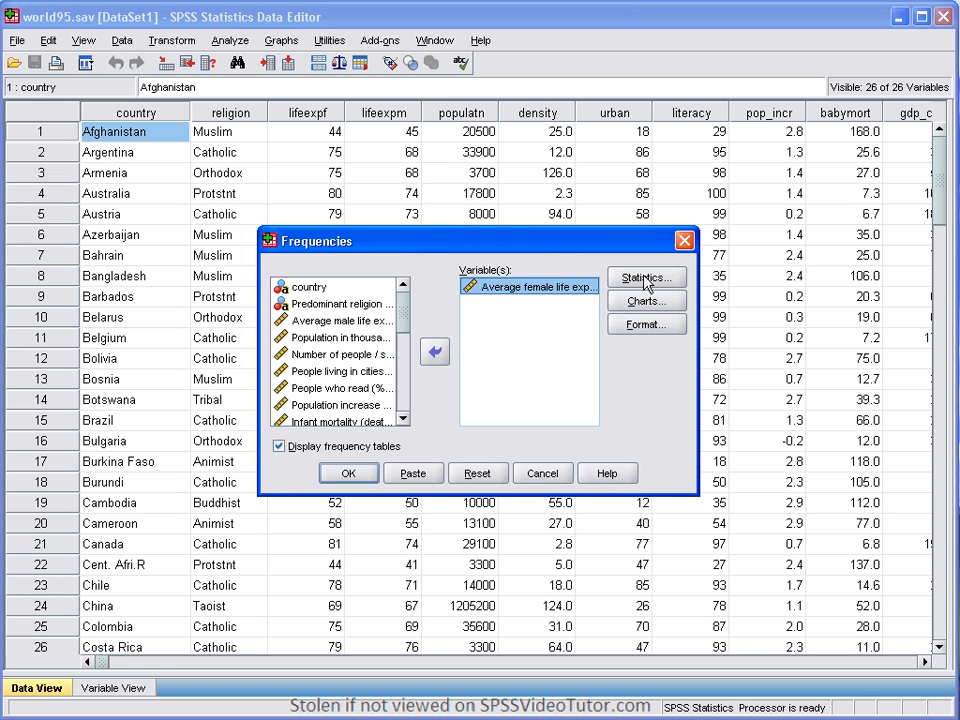 world95.sav [DataSet1] - SPSS Statistics Data Editor
File Edit View Data Transform Analyze Graphs Utilities Add-ons Window Help
1 : country Afghanistan Visible: 26 of 26 Variables
country religion lifeexpf lifeexpm populatn density urban literacy pop_incr babymort gdp_c
1 Afghanistan Muslim 44 45 20500 25.0 18 29 2.8 168.0
2 Argentina Catholic 75 68 33900 12.0 86 95 1.3 25.6
3 Armenia Orthodox 75 68 3700 126.0 68 98 1.4 27.0
4 Australia Protstnt 80 74 17800 2.3 85 100 1.4 7.3
5 Austria Catholic 79 73 8000 94.0 58 99 0.2 6.7
6 Azerbaijan Muslim 98 1.4 35.0
7 Bahrain Muslim 77 2.4 25.0
8 Bangladesh Muslim 35 2.4 106.0
9 Barbados Protstnt 99 0.2 20.3
10 Belarus Orthodox 99 0.3 19.0
11 Belgium Catholic 99 0.2 7.2
12 Bolivia Catholic 78 2.7 75.0
13 Bosnia Muslim 86 0.7 12.7
14 Botswana Tribal 72 2.7 39.3
15 Brazil Catholic 81 1.3 66.0
16 Bulgaria Orthodox 93 -0.2 12.0
17 Burkina Faso Animist 18 2.8 118.0
18 Burundi Catholic 50 2.3 105.0
19 Cambodia Buddhist 52 50 10000 55.0 12 35 2.9 112.0
20 Cameroon Animist 58 55 13100 27.0 40 54 2.9 77.0
21 Canada Catholic 81 74 29100 2.8 77 97 0.7 6.8
22 Cent. Afri.R Protstnt 44 41 3300 5.0 47 27 2.4 137.0
23 Chile Catholic 78 71 14000 18.0 85 93 1.7 14.6
24 China Taoist 69 67 1205200 124.0 26 78 1.1 52.0
25 Colombia Catholic 75 69 35600 31.0 70 87 2.0 28.0
26 Costa Rica Catholic 79 76 3300 64.0 47 93 2.3 11.0
Frequencies
Variable(s):
country
Predominant religion ...
Average male life ex...
Population in thousa...
Number of people / s...
People living in cities...
People who read (%...
Population increase ...
Infant mortality (deat...
Average female life exp...
Statistics...
Charts...
Format...
Display frequency tables
OK Paste Reset Cancel Help
Data View Variable View
Stolen if not viewed on SPSSVideoTutor.com
SPSS Statistics Processor is ready